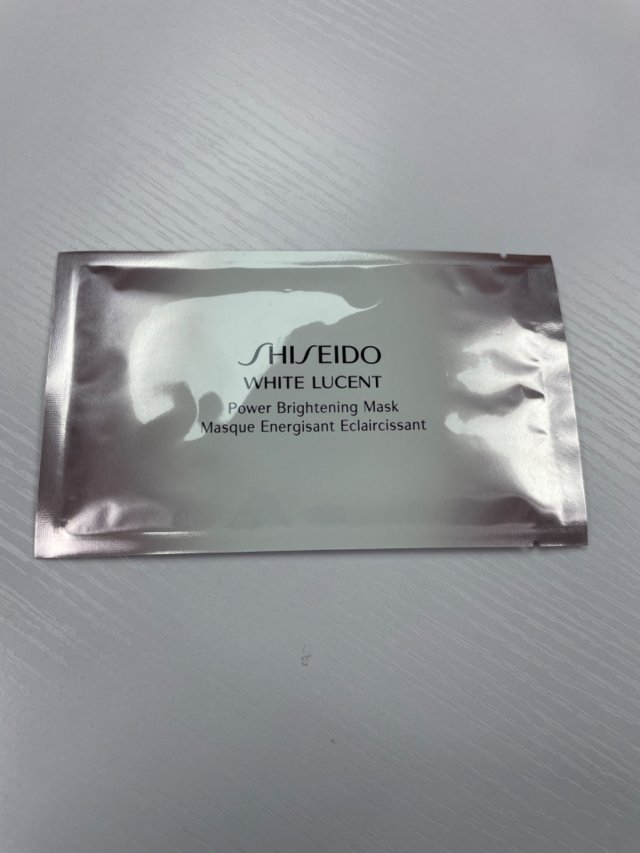 SHISEIDO
WHITE LUCENT
Power Brightening Mask
Masque Energisant Eclaircissant